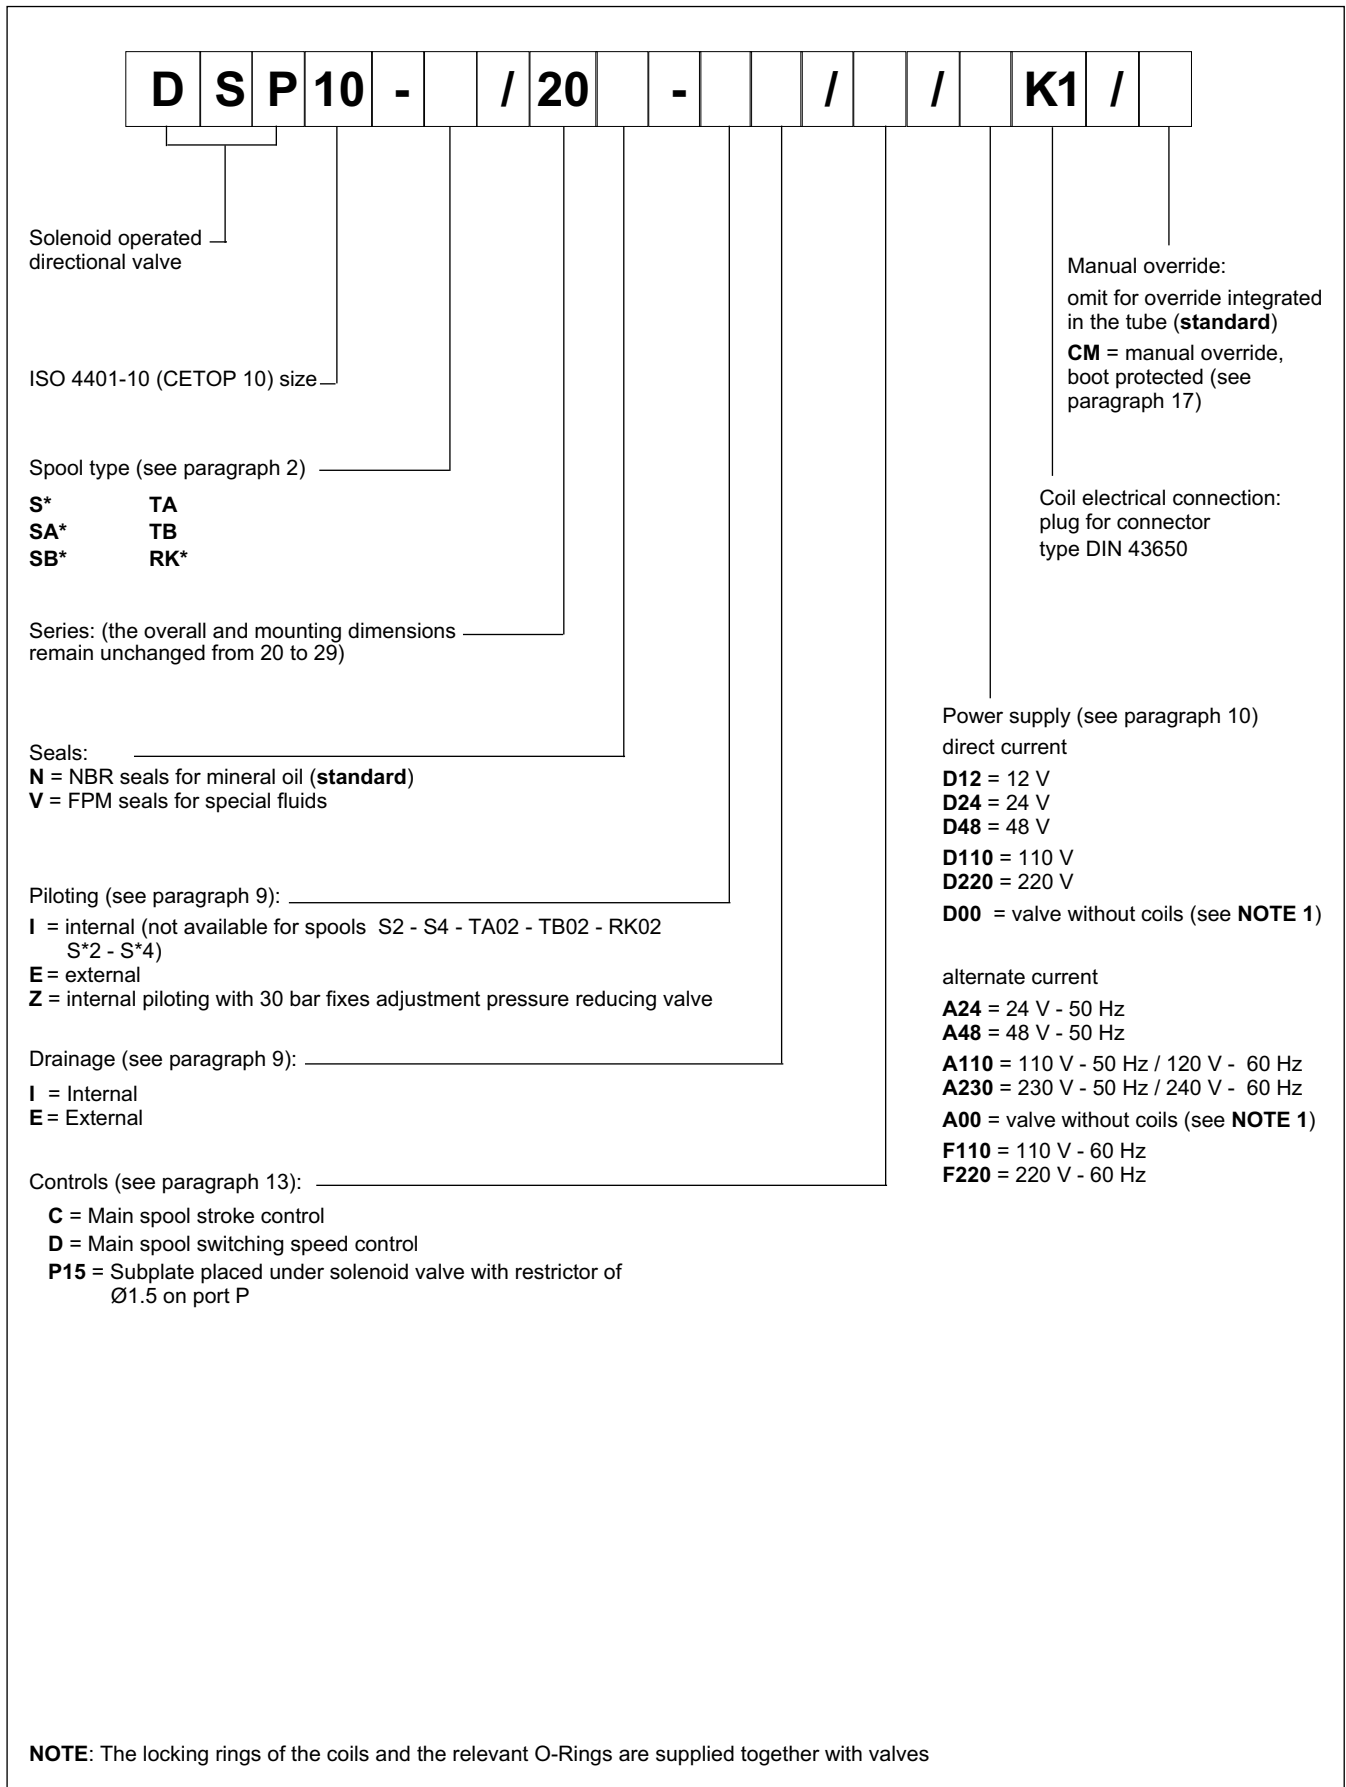 D S P 10 - / 20 - / / K1 /
Solenoid operated
directional valve
ISO 4401-10 (CETOP 10) size
Spool type (see paragraph 2)
S* TA
SA* TB
SB* RK*
Series: (the overall and mounting dimensions
remain unchanged from 20 to 29)
Seals:
N = NBR seals for mineral oil (standard)
V = FPM seals for special fluids
Piloting (see paragraph 9):
I = internal (not available for spools S2 - S4 - TA02 - TB02 - RK02
S*2 - S*4)
E = external
Z = internal piloting with 30 bar fixes adjustment pressure reducing valve
Drainage (see paragraph 9):
I = Internal
E = External
Controls (see paragraph 13):
C = Main spool stroke control
D = Main spool switching speed control
P15 = Subplate placed under solenoid valve with restrictor of
Ø1.5 on port P
Manual override:
omit for override integrated
in the tube (standard)
CM = manual override,
boot protected (see
paragraph 17)
Coil electrical connection:
plug for connector
type DIN 43650
Power supply (see paragraph 10)
direct current
D12 = 12 V
D24 = 24 V
D48 = 48 V
D110 = 110 V
D220 = 220 V
D00 = valve without coils (see NOTE 1)
alternate current
A24 = 24 V - 50 Hz
A48 = 48 V - 50 Hz
A110 = 110 V - 50 Hz / 120 V - 60 Hz
A230 = 230 V - 50 Hz / 240 V - 60 Hz
A00 = valve without coils (see NOTE 1)
F110 = 110 V - 60 Hz
F220 = 220 V - 60 Hz
NOTE: The locking rings of the coils and the relevant O-Rings are supplied together with valves